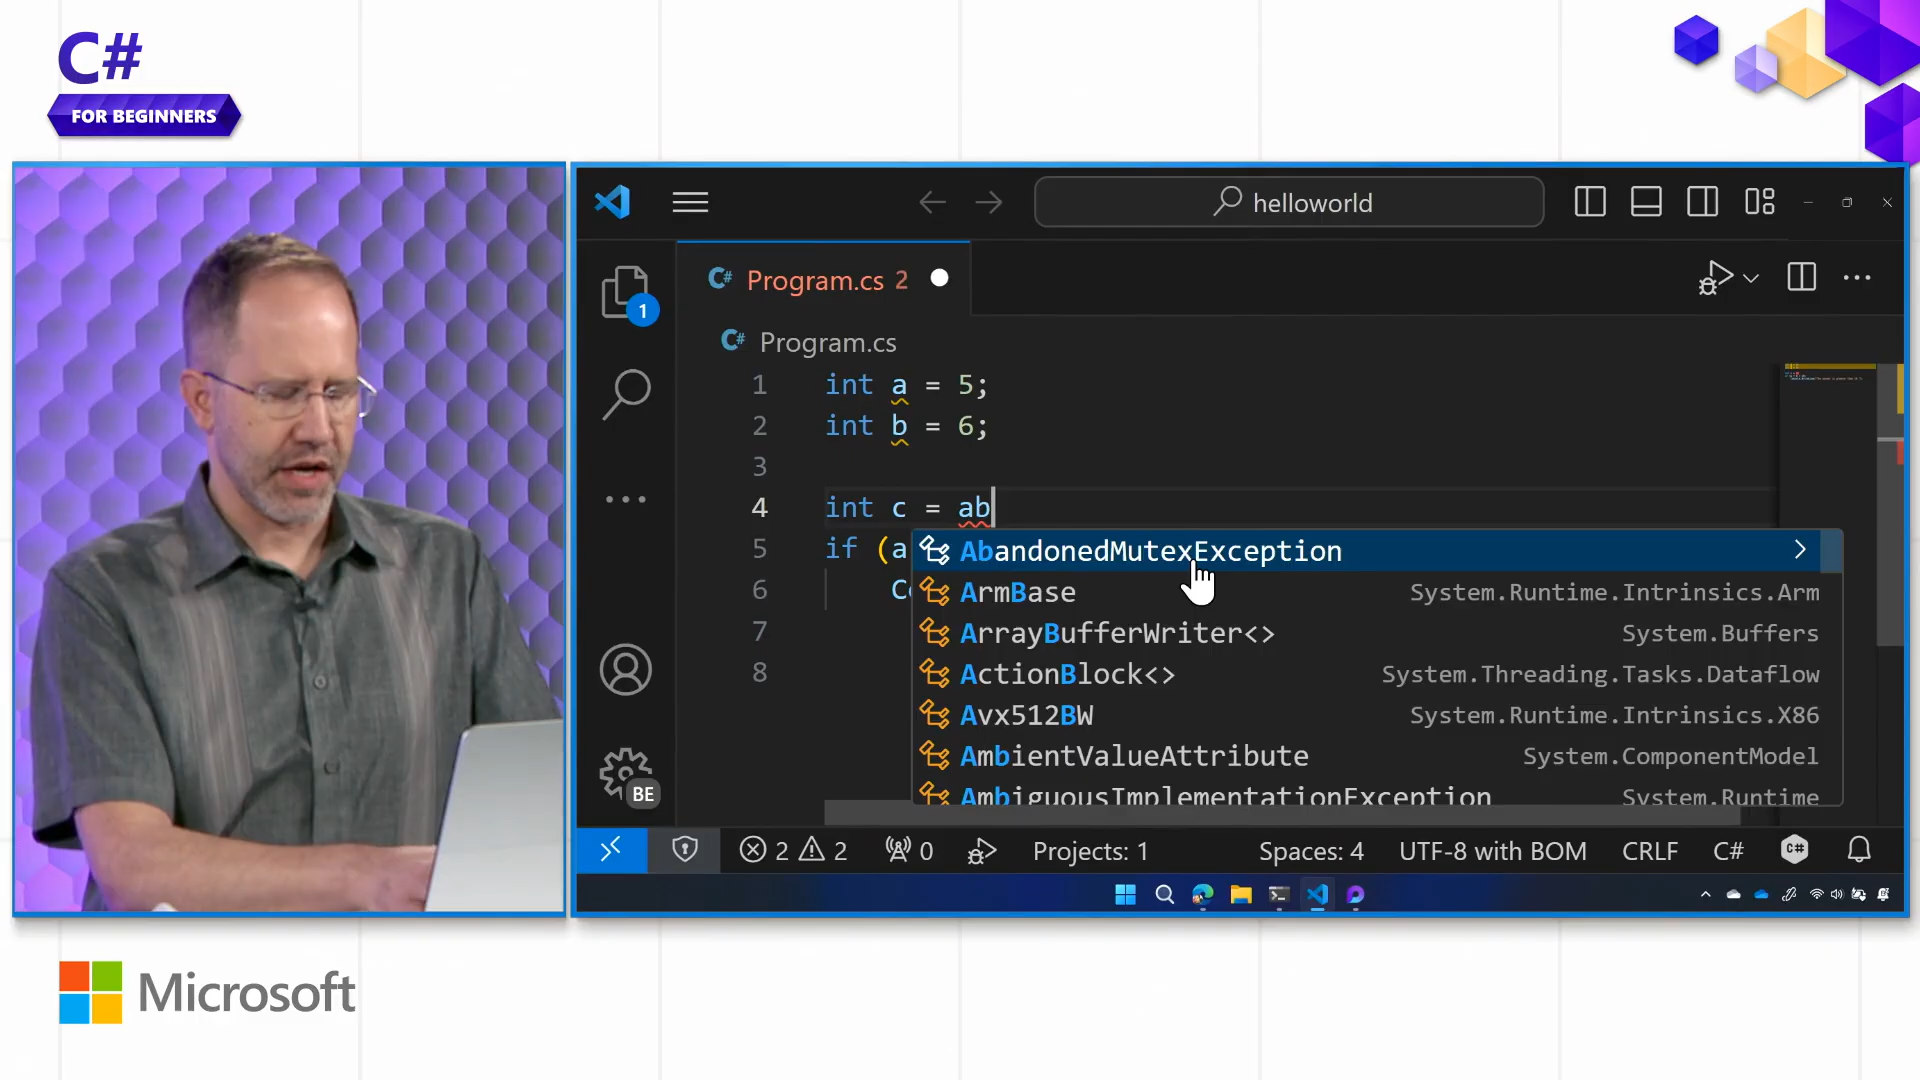 C#
FOR BEGINNERS
helloworld
1
C# Program.cs 2
C# Program.cs
1 int a = 5;
2 int b = 6;
3
4 int c = ab
5 if (a
6 Co
7
8
AbandonedMutexException
ArmBase System.Runtime.Intrinsics.Arm
ArrayBufferWriter<> System.Buffers
ActionBlock<> System.Threading.Tasks.Dataflow
Avx512BW System.Runtime.Intrinsics.X86
AmbientValueAttribute System.ComponentModel
AmbiguousImplementationException System.Runtime
BE
2 2 0 Projects: 1 Spaces: 4 UTF-8 with BOM CRLF C# C#
Microsoft